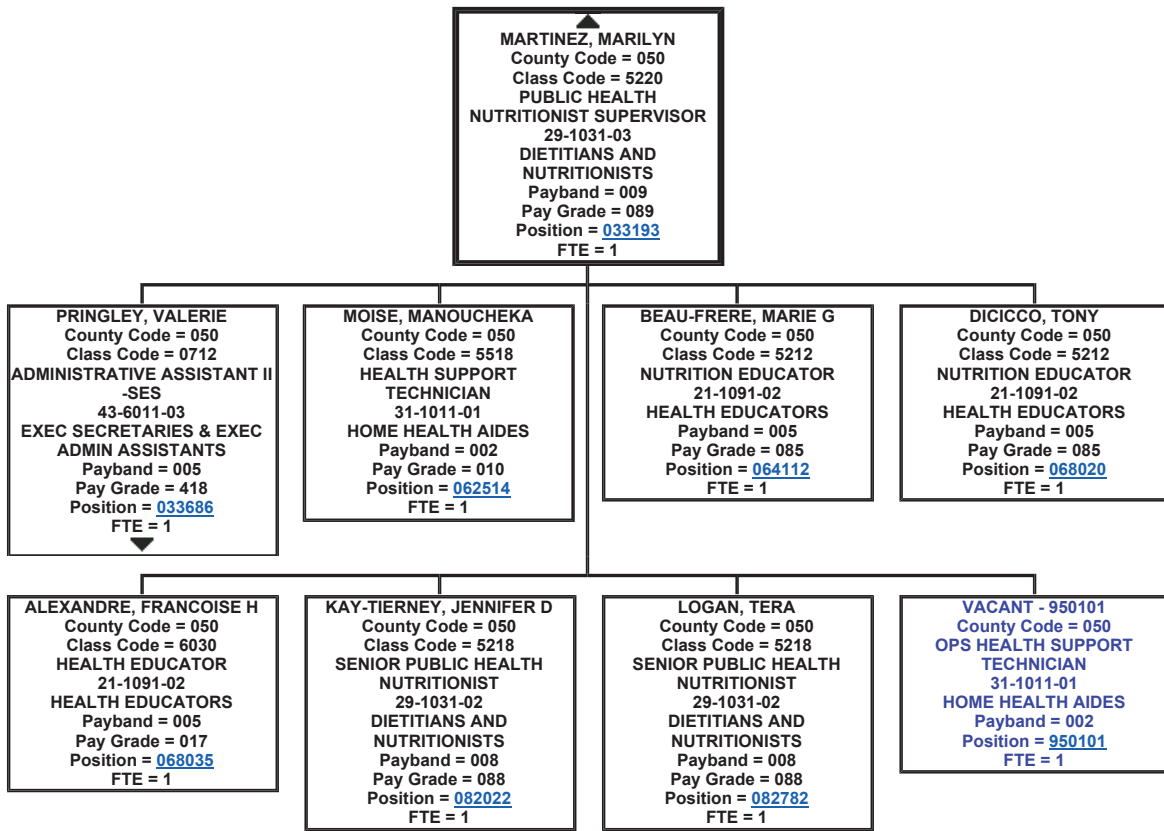 MARTINEZ, MARILYN
County Code = 050
Class Code = 5220
PUBLIC HEALTH
NUTRITIONIST SUPERVISOR
29-1031-03
DIETITIANS AND
NUTRITIONISTS
Payband = 009
Pay Grade = 089
Position = 033193
FTE = 1
PRINGLEY, VALERIE
County Code = 050
Class Code = 0712
ADMINISTRATIVE ASSISTANT II
-SES
43-6011-03
EXEC SECRETARIES & EXEC
ADMIN ASSISTANTS
Payband = 005
Pay Grade = 418
Position = 033686
FTE = 1
MOISE, MANOUCHEKA
County Code = 050
Class Code = 5518
HEALTH SUPPORT
TECHNICIAN
31-1011-01
HOME HEALTH AIDES
Payband = 002
Pay Grade = 010
Position = 062514
FTE = 1
BEAU-FRERE, MARIE G
County Code = 050
Class Code = 5212
NUTRITION EDUCATOR
21-1091-02
HEALTH EDUCATORS
Payband = 005
Pay Grade = 085
Position = 064112
FTE = 1
DICICCO, TONY
County Code = 050
Class Code = 5212
NUTRITION EDUCATOR
21-1091-02
HEALTH EDUCATORS
Payband = 005
Pay Grade = 085
Position = 068020
FTE = 1
ALEXANDRE, FRANCOISE H
County Code = 050
Class Code = 6030
HEALTH EDUCATOR
21-1091-02
HEALTH EDUCATORS
Payband = 005
Pay Grade = 017
Position = 068035
FTE = 1
KAY-TIERNEY, JENNIFER D
County Code = 050
Class Code = 5218
SENIOR PUBLIC HEALTH
NUTRITIONIST
29-1031-02
DIETITIANS AND
NUTRITIONISTS
Payband = 008
Pay Grade = 088
Position = 082022
FTE = 1
LOGAN, TERA
County Code = 050
Class Code = 5218
SENIOR PUBLIC HEALTH
NUTRITIONIST
29-1031-02
DIETITIANS AND
NUTRITIONISTS
Payband = 008
Pay Grade = 088
Position = 082782
FTE = 1
VACANT - 950101
County Code = 050
OPS HEALTH SUPPORT
TECHNICIAN
31-1011-01
HOME HEALTH AIDES
Payband = 002
Position = 950101
FTE = 1